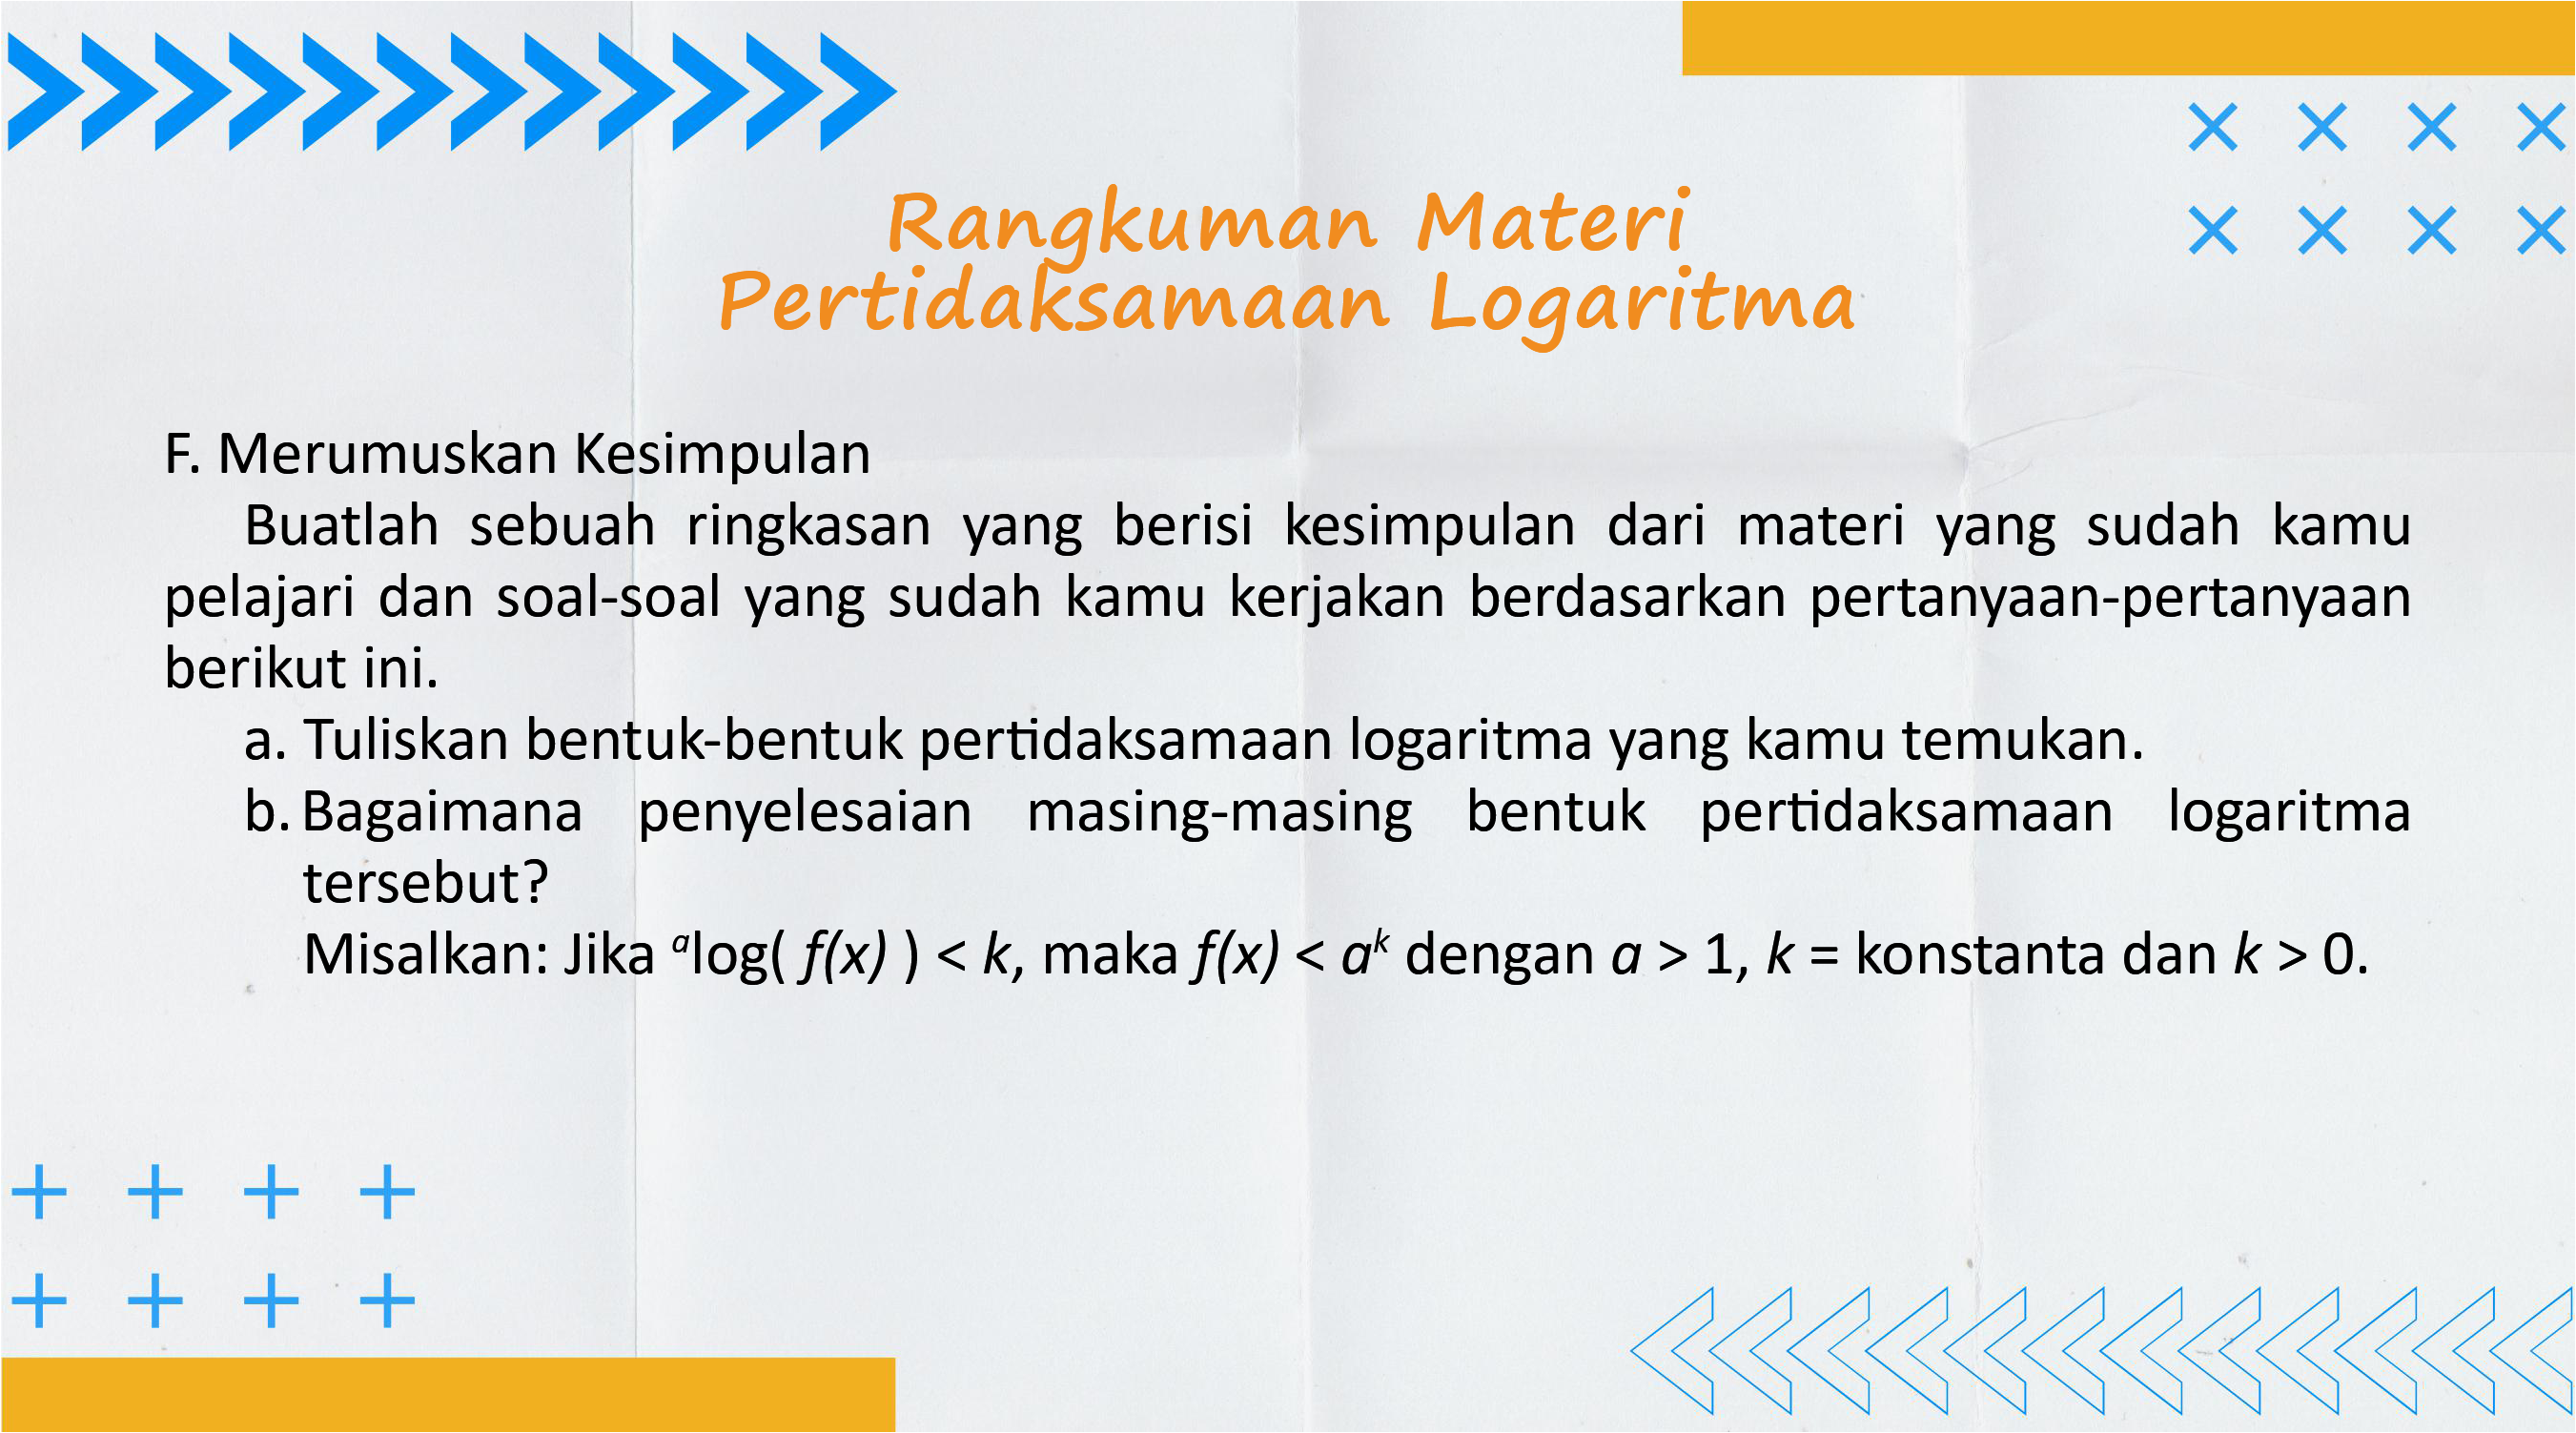 Rangkuman Materi
Pertidaksamaan Logaritma
F. Merumuskan Kesimpulan
Buatlah sebuah ringkasan yang berisi kesimpulan dari materi yang sudah kamu
pelajari dan soal-soal yang sudah kamu kerjakan berdasarkan pertanyaan-pertanyaan
berikut ini.
a. Tuliskan bentuk-bentuk pertidaksamaan logaritma yang kamu temukan.
b. Bagaimana penyelesaian masing-masing bentuk pertidaksamaan logaritma
tersebut?
Misalkan: Jika ᵃlog( f(x) ) < k, maka f(x) < aᵏ dengan a > 1, k = konstanta dan k > 0.